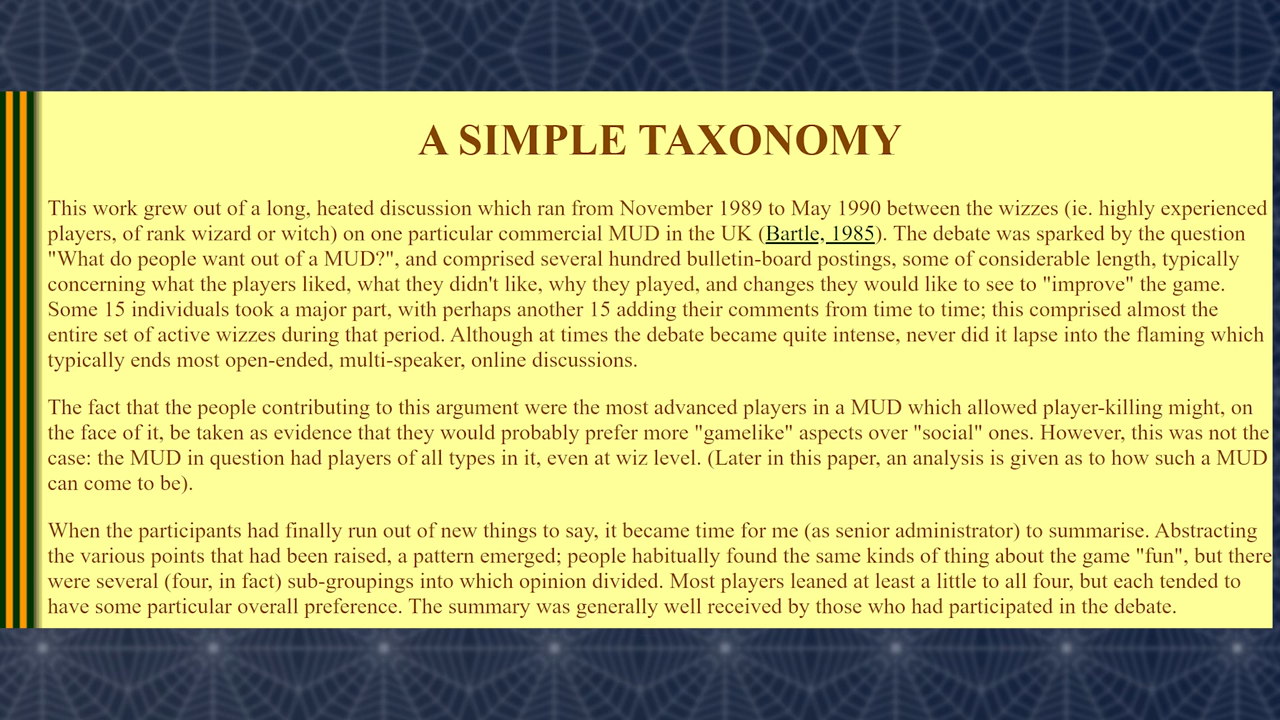 A SIMPLE TAXONOMY
This work grew out of a long, heated discussion which ran from November 1989 to May 1990 between the wizzes (ie. highly experienced
players, of rank wizard or witch) on one particular commercial MUD in the UK (Bartle, 1985). The debate was sparked by the question
"What do people want out of a MUD?", and comprised several hundred bulletin-board postings, some of considerable length, typically
concerning what the players liked, what they didn't like, why they played, and changes they would like to see to "improve" the game.
Some 15 individuals took a major part, with perhaps another 15 adding their comments from time to time; this comprised almost the
entire set of active wizzes during that period. Although at times the debate became quite intense, never did it lapse into the flaming which
typically ends most open-ended, multi-speaker, online discussions.
The fact that the people contributing to this argument were the most advanced players in a MUD which allowed player-killing might, on
the face of it, be taken as evidence that they would probably prefer more "gamelike" aspects over "social" ones. However, this was not the
case: the MUD in question had players of all types in it, even at wiz level. (Later in this paper, an analysis is given as to how such a MUD
can come to be).
When the participants had finally run out of new things to say, it became time for me (as senior administrator) to summarise. Abstracting
the various points that had been raised, a pattern emerged; people habitually found the same kinds of thing about the game "fun", but there
were several (four, in fact) sub-groupings into which opinion divided. Most players leaned at least a little to all four, but each tended to
have some particular overall preference. The summary was generally well received by those who had participated in the debate.